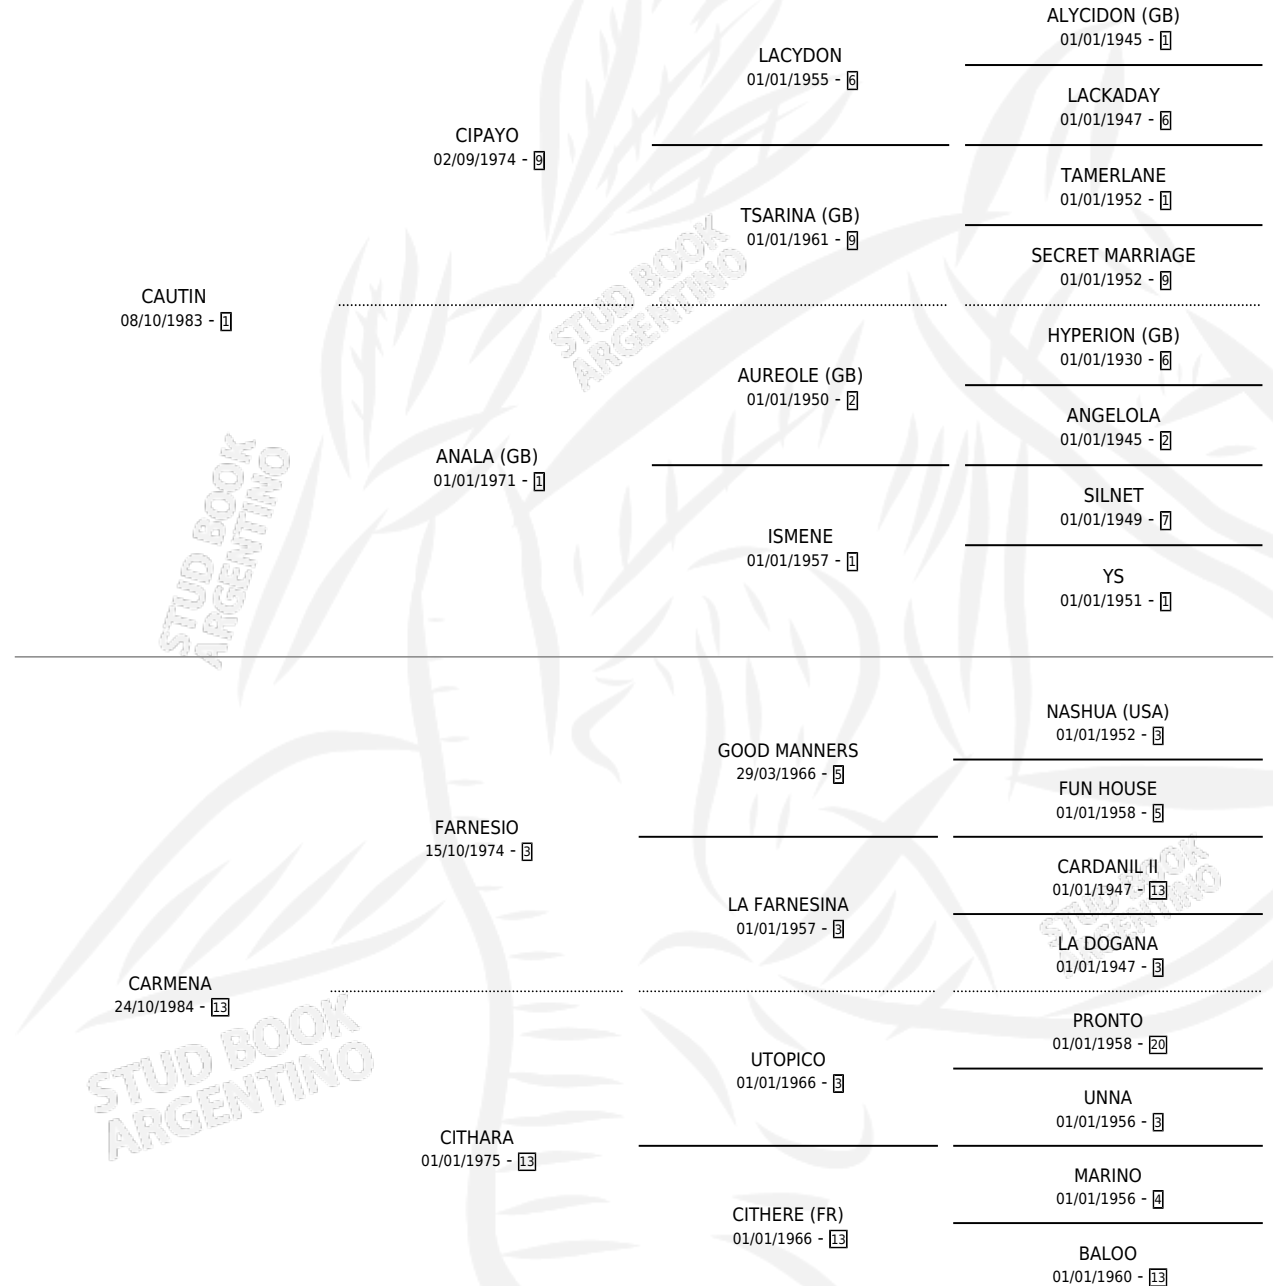 ALYCIDON (GB)
01/01/1945 - 1
LACYDON
01/01/1955 - 6
LACKADAY
01/01/1947 - 6
CIPAYO
02/09/1974 - 9
TAMERLANE
01/01/1952 - 1
TSARINA (GB)
01/01/1961 - 9
SECRET MARRIAGE
01/01/1952 - 9
CAUTIN
08/10/1983 - 1
HYPERION (GB)
01/01/1930 - 6
AUREOLE (GB)
01/01/1950 - 2
ANGELOLA
01/01/1945 - 2
ANALA (GB)
01/01/1971 - 1
SILNET
01/01/1949 - 7
ISMENE
01/01/1957 - 1
YS
01/01/1951 - 1
STUD BOOK
ARGENTINO
STUD BOOK
ARGENTINO
NASHUA (USA)
01/01/1952 - 3
GOOD MANNERS
29/03/1966 - 5
FUN HOUSE
01/01/1958 - 5
FARNESIO
15/10/1974 - 3
CARDANIL II
01/01/1947 - 13
LA FARNESINA
01/01/1957 - 3
LA DOGANA
01/01/1947 - 3
CARMENA
24/10/1984 - 13
PRONTO
01/01/1958 - 20
UTOPICO
01/01/1966 - 3
UNNA
01/01/1956 - 3
CITHARA
01/01/1975 - 13
MARINO
01/01/1956 - 4
CITHERE (FR)
01/01/1966 - 13
BALOO
01/01/1960 - 13
STUD BOOK
ARGENTINO
STUD BOOK
ARGENTINO